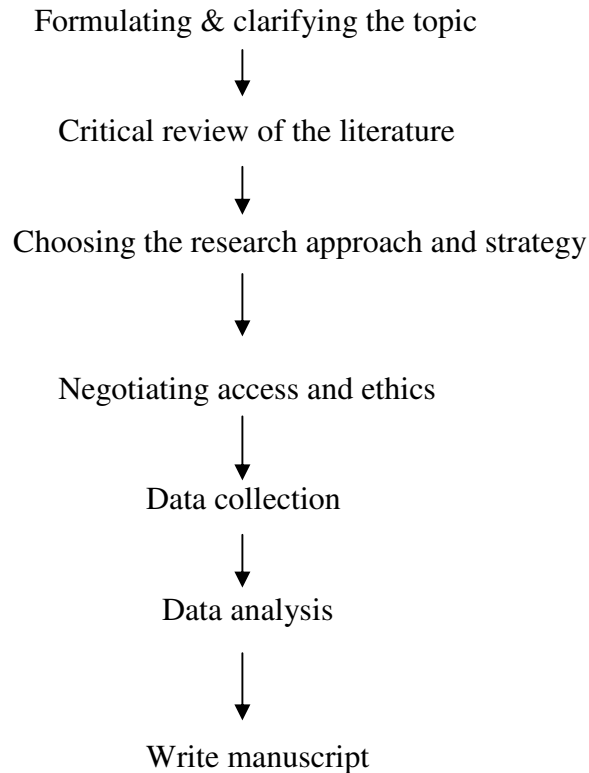 Formulating & clarifying the topic
Critical review of the literature
Choosing the research approach and strategy
Negotiating access and ethics
Data collection
Data analysis
Write manuscript